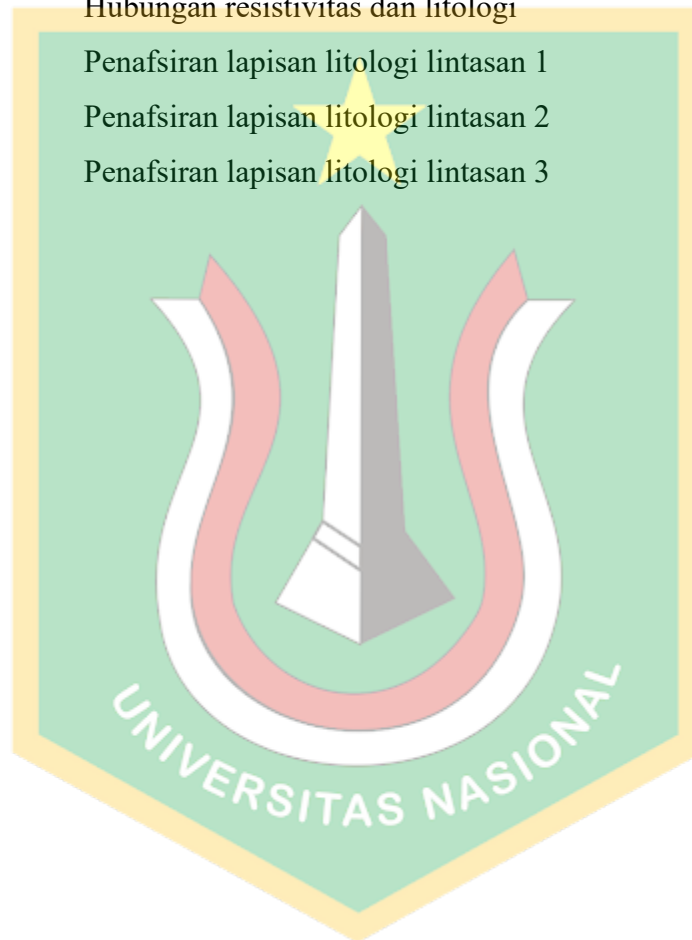 Hubungan resistivitas dan litologi
Penafsiran lapisan litologi lintasan 1
Penafsiran lapisan litologi lintasan 2
Penafsiran lapisan litologi lintasan 3
UNIVERSITAS NASIONAL